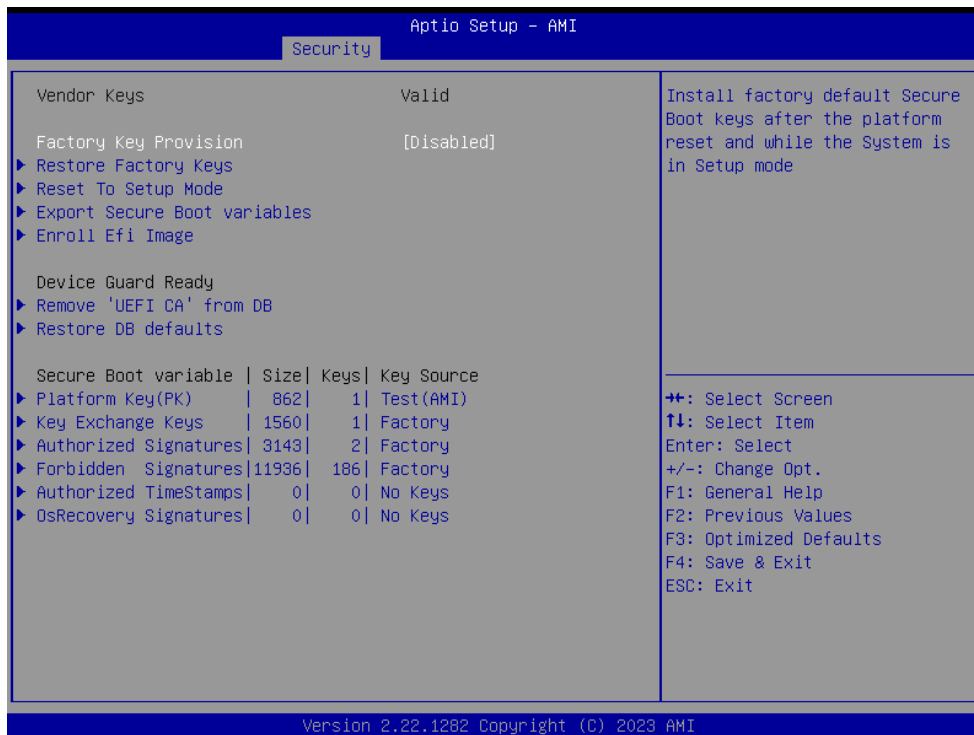 Aptio Setup – AMI
Security
Vendor Keys Valid
Factory Key Provision [Disabled]
Restore Factory Keys
Reset To Setup Mode
Export Secure Boot variables
Enroll Efi Image
Device Guard Ready
Remove 'UEFI CA' from DB
Restore DB defaults
Secure Boot variable | Size| Keys| Key Source
Platform Key(PK) | 862| 1| Test(AMI)
Key Exchange Keys | 1560| 1| Factory
Authorized Signatures| 3143| 2| Factory
Forbidden Signatures|11936| 186| Factory
Authorized TimeStamps| 0| 0| No Keys
OsRecovery Signatures| 0| 0| No Keys
Install factory default Secure
Boot keys after the platform
reset and while the System is
in Setup mode
→←: Select Screen
↑↓: Select Item
Enter: Select
+/-: Change Opt.
F1: General Help
F2: Previous Values
F3: Optimized Defaults
F4: Save & Exit
ESC: Exit
Version 2.22.1282 Copyright (C) 2023 AMI